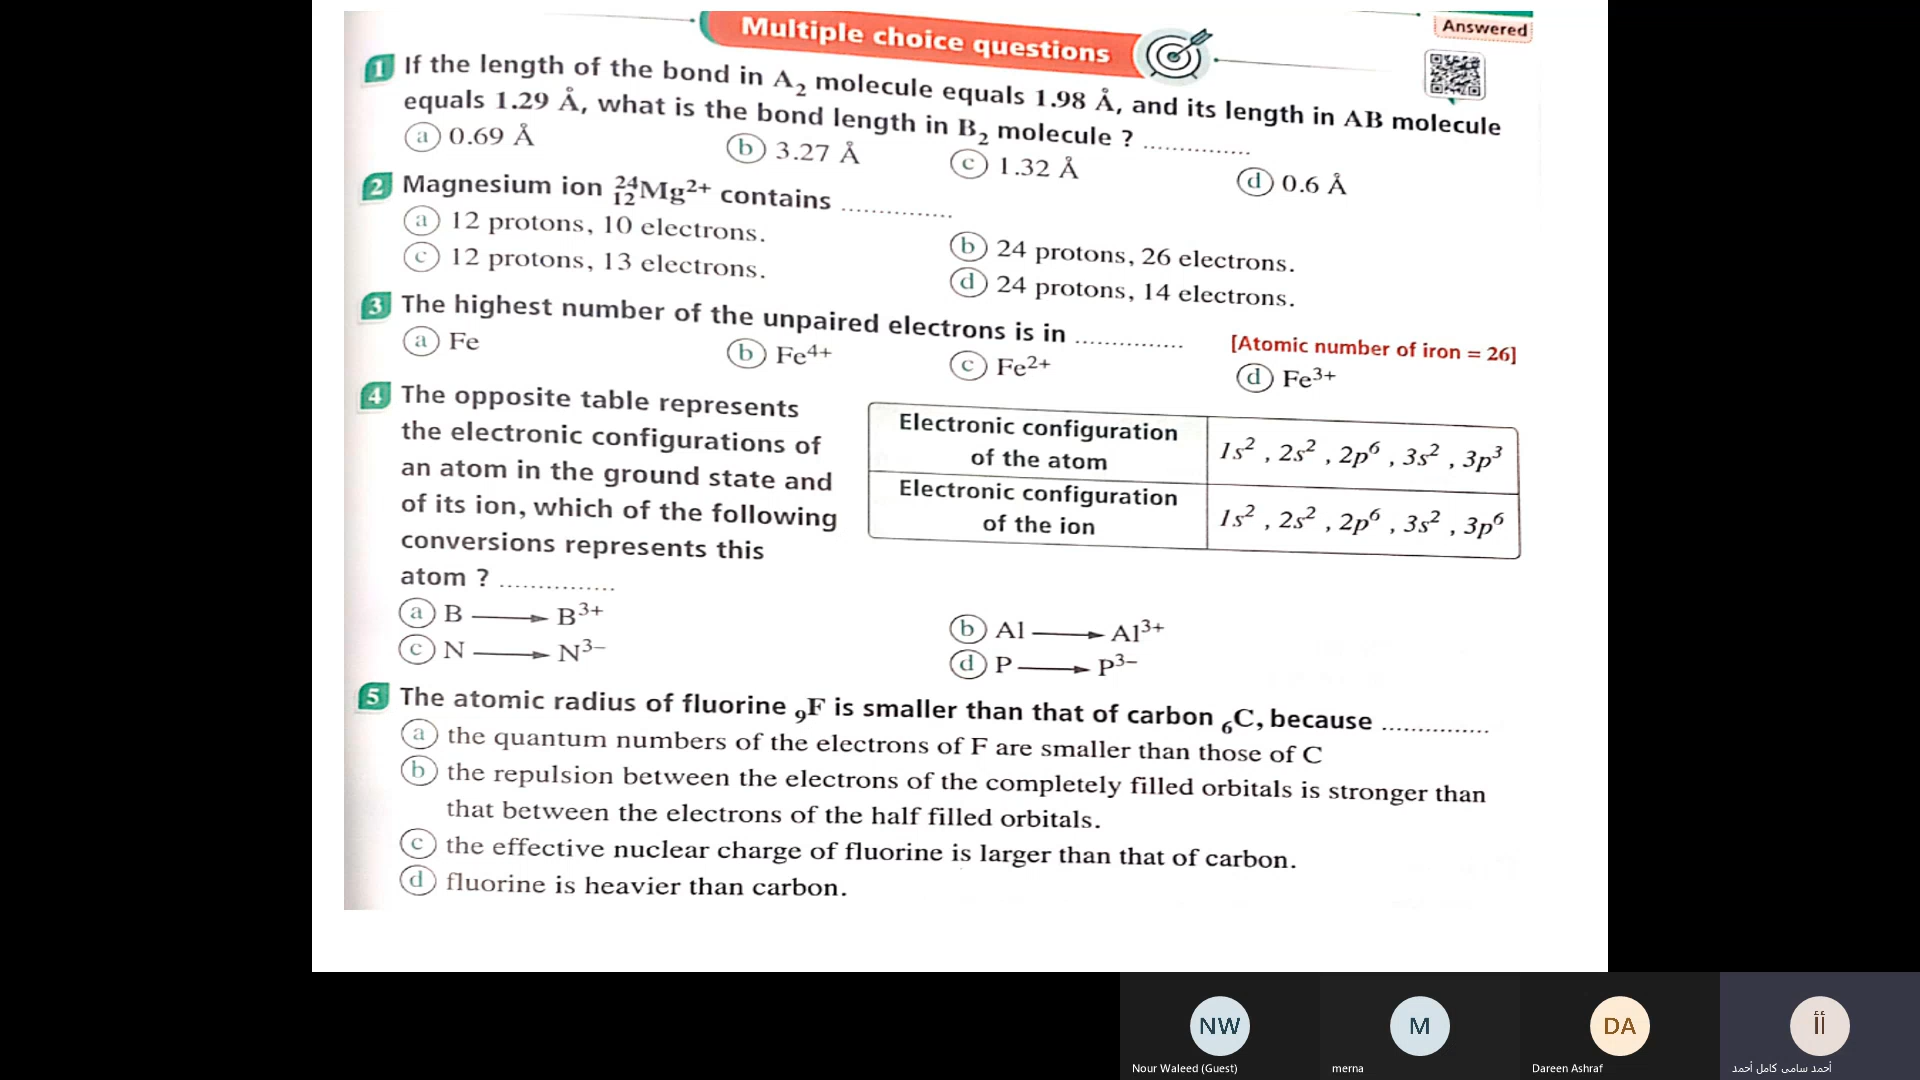 Multiple choice questions
Answered
1 If the length of the bond in A₂ molecule equals 1.98 Å, and its length in AB molecule
equals 1.29 Å, what is the bond length in B₂ molecule ? ..............
a 0.69 Å b 3.27 Å c 1.32 Å d 0.6 Å
2 Magnesium ion ²⁴₁₂Mg²⁺ contains ..............
a 12 protons, 10 electrons. b 24 protons, 26 electrons.
c 12 protons, 13 electrons. d 24 protons, 14 electrons.
3 The highest number of the unpaired electrons is in .............. [Atomic number of iron = 26]
a Fe b Fe⁴⁺ c Fe²⁺ d Fe³⁺
4 The opposite table represents
the electronic configurations of
an atom in the ground state and
of its ion, which of the following
conversions represents this
atom ? ..............
Electronic configuration
of the atom
1s² , 2s² , 2p⁶ , 3s² , 3p³
Electronic configuration
of the ion
1s² , 2s² , 2p⁶ , 3s² , 3p⁶
a B → B³⁺ b Al → Al³⁺
c N → N³⁻ d P → P³⁻
5 The atomic radius of fluorine ₉F is smaller than that of carbon ₆C, because ..............
a the quantum numbers of the electrons of F are smaller than those of C
b the repulsion between the electrons of the completely filled orbitals is stronger than
that between the electrons of the half filled orbitals.
c the effective nuclear charge of fluorine is larger than that of carbon.
d fluorine is heavier than carbon.
NW M DA أأ
Nour Waleed (Guest) merna Dareen Ashraf أحمد سامى كامل أحمد